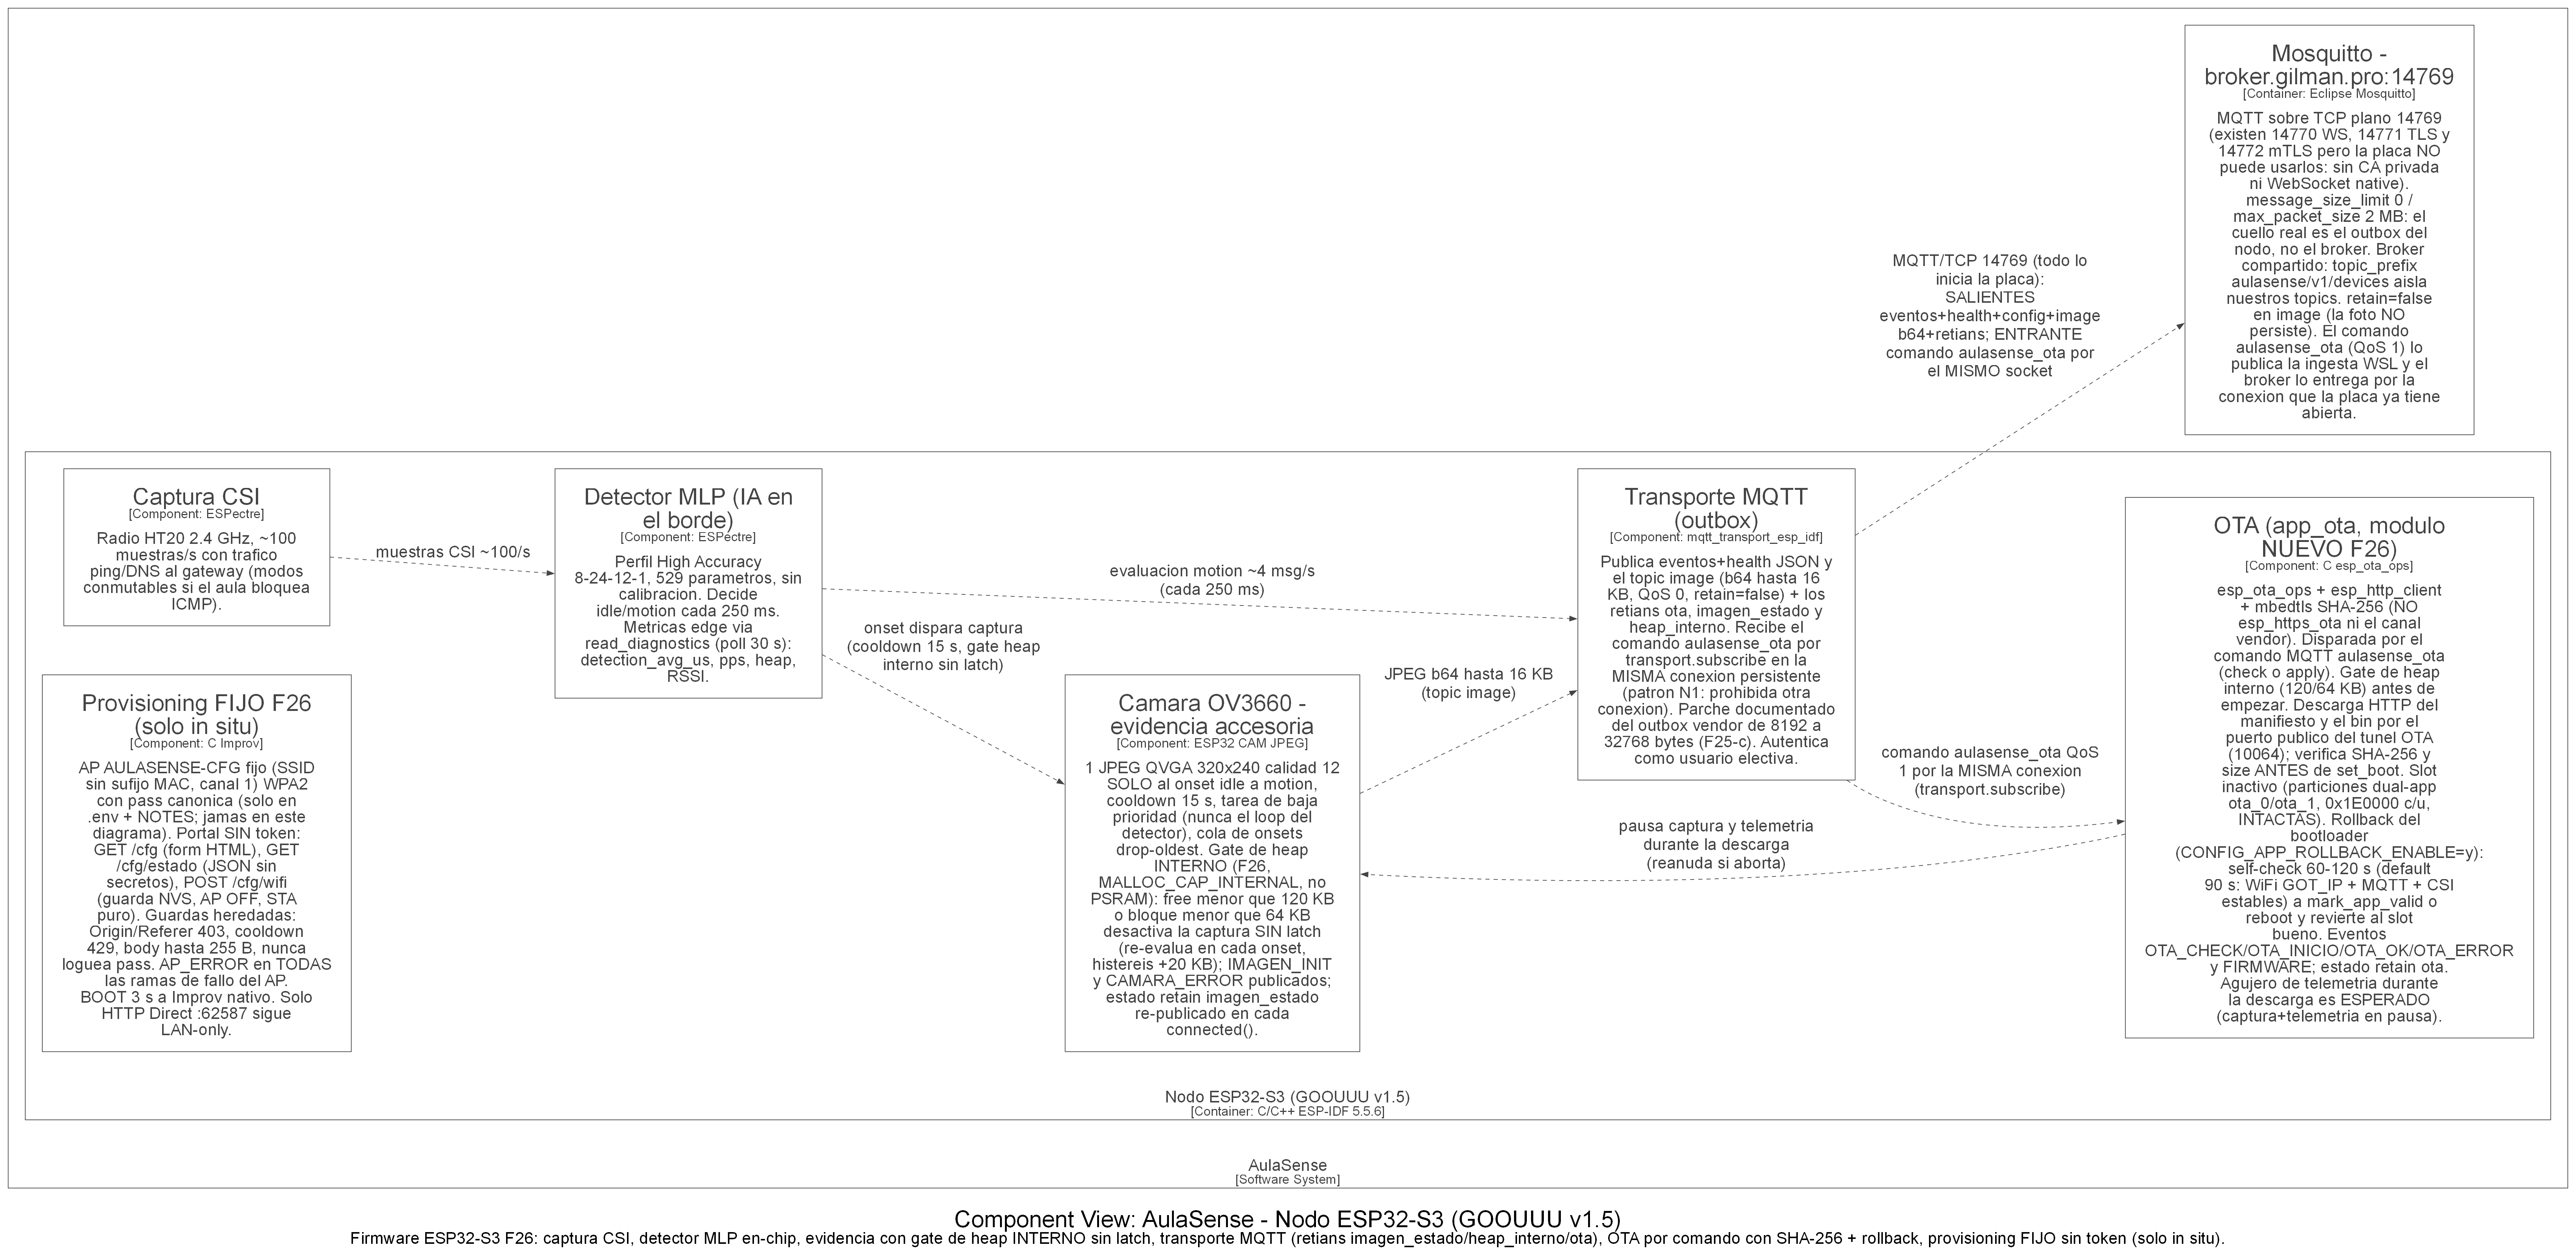 Mosquitto -
broker.gilman.pro:14769
[Container: Eclipse Mosquitto]
MQTT sobre TCP plano 14769
(existen 14770 WS, 14771 TLS y
14772 mTLS pero la placa NO
puede usarlos: sin CA privada
ni WebSocket native).
message_size_limit 0 /
max_packet_size 2 MB: el
cuello real es el outbox del
nodo, no el broker. Broker
compartido: topic_prefix
aulasense/v1/devices aisla
nuestros topics. retain=false
en image (la foto NO
persiste). El comando
aulasense_ota (QoS 1) lo
publica la ingesta WSL y el
broker lo entrega por la
conexion que la placa ya tiene
abierta.
MQTT/TCP 14769 (todo lo
inicia la placa):
SALIENTES
eventos+health+config+image
b64+retians; ENTRANTE
comando aulasense_ota por
el MISMO socket
Captura CSI
[Component: ESPectre]
Radio HT20 2.4 GHz, ~100
muestras/s con trafico
ping/DNS al gateway (modos
conmutables si el aula bloquea
ICMP).
muestras CSI ~100/s
Detector MLP (IA en
el borde)
[Component: ESPectre]
Perfil High Accuracy
8-24-12-1, 529 parametros, sin
calibracion. Decide
idle/motion cada 250 ms.
Metricas edge via
read_diagnostics (poll 30 s):
detection_avg_us, pps, heap,
RSSI.
evaluacion motion ~4 msg/s
(cada 250 ms)
onset dispara captura
(cooldown 15 s, gate heap
interno sin latch)
Transporte MQTT
(outbox)
[Component: mqtt_transport_esp_idf]
Publica eventos+health JSON y
el topic image (b64 hasta 16
KB, QoS 0, retain=false) + los
retians ota, imagen_estado y
heap_interno. Recibe el
comando aulasense_ota por
transport.subscribe en la
MISMA conexion persistente
(patron N1: prohibida otra
conexion). Parche documentado
del outbox vendor de 8192 a
32768 bytes (F25-c). Autentica
como usuario electiva.
OTA (app_ota, modulo
NUEVO F26)
[Component: C esp_ota_ops]
esp_ota_ops + esp_http_client
+ mbedtls SHA-256 (NO
esp_https_ota ni el canal
vendor). Disparada por el
comando MQTT aulasense_ota
(check o apply). Gate de heap
interno (120/64 KB) antes de
empezar. Descarga HTTP del
manifiesto y el bin por el
puerto publico del tunel OTA
(10064); verifica SHA-256 y
size ANTES de set_boot. Slot
inactivo (particiones dual-app
ota_0/ota_1, 0x1E0000 c/u,
INTACTAS). Rollback del
bootloader
(CONFIG_APP_ROLLBACK_ENABLE=y):
self-check 60-120 s (default
90 s: WiFi GOT_IP + MQTT + CSI
estables) a mark_app_valid o
reboot y revierte al slot
bueno. Eventos
OTA_CHECK/OTA_INICIO/OTA_OK/OTA_ERROR
y FIRMWARE; estado retain ota.
Agujero de telemetria durante
la descarga es ESPERADO
(captura+telemetria en pausa).
Provisioning FIJO F26
(solo in situ)
[Component: C Improv]
AP AULASENSE-CFG fijo (SSID
sin sufijo MAC, canal 1) WPA2
con pass canonica (solo en
.env + NOTES; jamas en este
diagrama). Portal SIN token:
GET /cfg (form HTML), GET
/cfg/estado (JSON sin
secretos), POST /cfg/wifi
(guarda NVS, AP OFF, STA
puro). Guardas heredadas:
Origin/Referer 403, cooldown
429, body hasta 255 B, nunca
loguea pass. AP_ERROR en TODAS
las ramas de fallo del AP.
BOOT 3 s a Improv nativo. Solo
HTTP Direct :62587 sigue
LAN-only.
Camara OV3660 -
evidencia accesoria
[Component: ESP32 CAM JPEG]
1 JPEG QVGA 320x240 calidad 12
SOLO al onset idle a motion,
cooldown 15 s, tarea de baja
prioridad (nunca el loop del
detector), cola de onsets
drop-oldest. Gate de heap
INTERNO (F26,
MALLOC_CAP_INTERNAL, no
PSRAM): free menor que 120 KB
o bloque menor que 64 KB
desactiva la captura SIN latch
(re-evalua en cada onset,
histereis +20 KB); IMAGEN_INIT
y CAMARA_ERROR publicados;
estado retain imagen_estado
re-publicado en cada
connected().
JPEG b64 hasta 16 KB
(topic image)
comando aulasense_ota QoS
1 por la MISMA conexion
(transport.subscribe)
pausa captura y telemetria
durante la descarga
(reanuda si aborta)
Nodo ESP32-S3 (GOOUUU v1.5)
[Container: C/C++ ESP-IDF 5.5.6]
AulaSense
[Software System]
Component View: AulaSense - Nodo ESP32-S3 (GOOUUU v1.5)
Firmware ESP32-S3 F26: captura CSI, detector MLP en-chip, evidencia con gate de heap INTERNO sin latch, transporte MQTT (retians imagen_estado/heap_interno/ota), OTA por comando con SHA-256 + rollback, provisioning FIJO sin token (solo in situ).